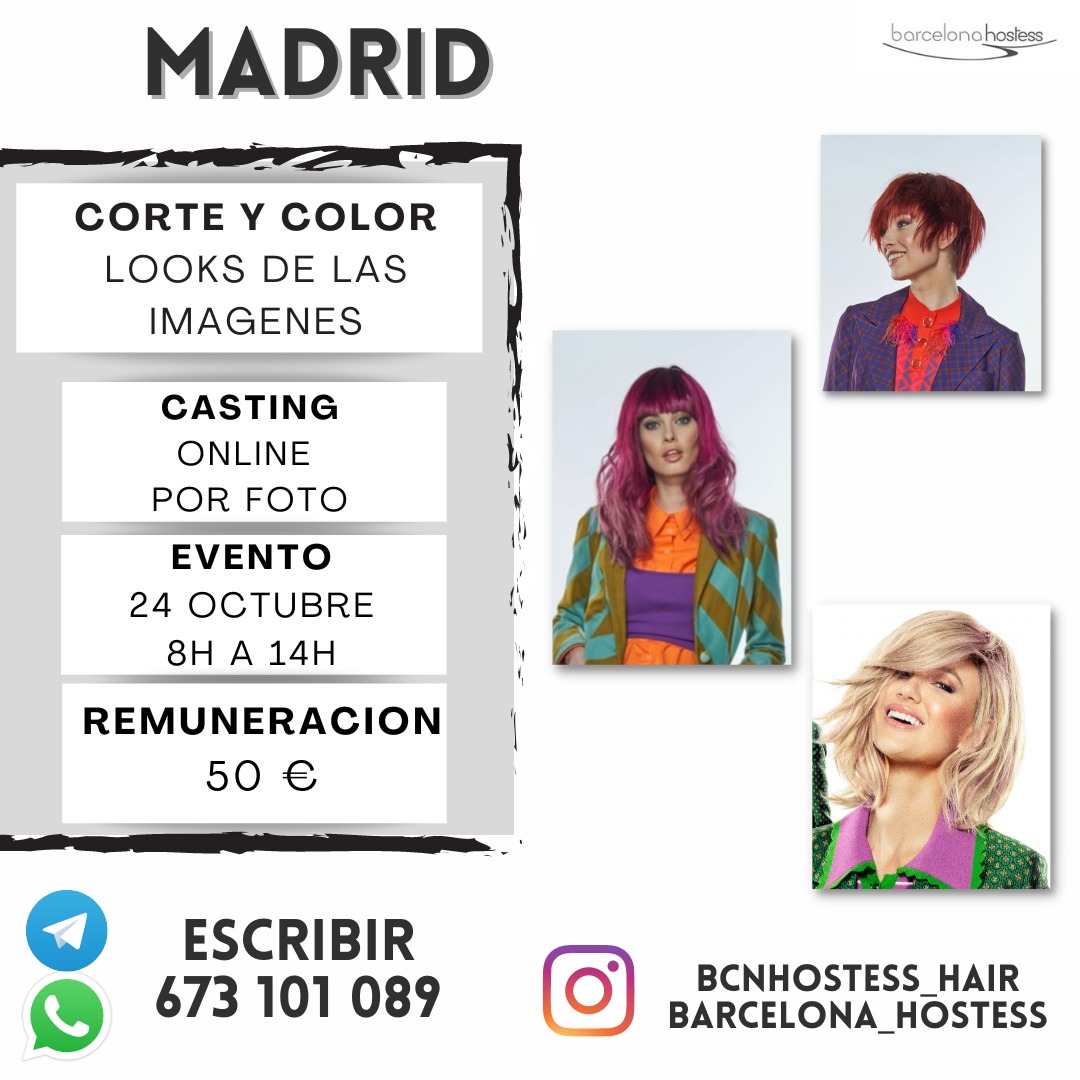 MADRID
barcelonahostess
CORTE Y COLOR
LOOKS DE LAS
IMAGENES
CASTING
ONLINE
POR FOTO
EVENTO
24 OCTUBRE
8H A 14H
REMUNERACION
50 €
ESCRIBIR
673 101 089
BCNHOSTESS_HAIR
BARCELONA_HOSTESS